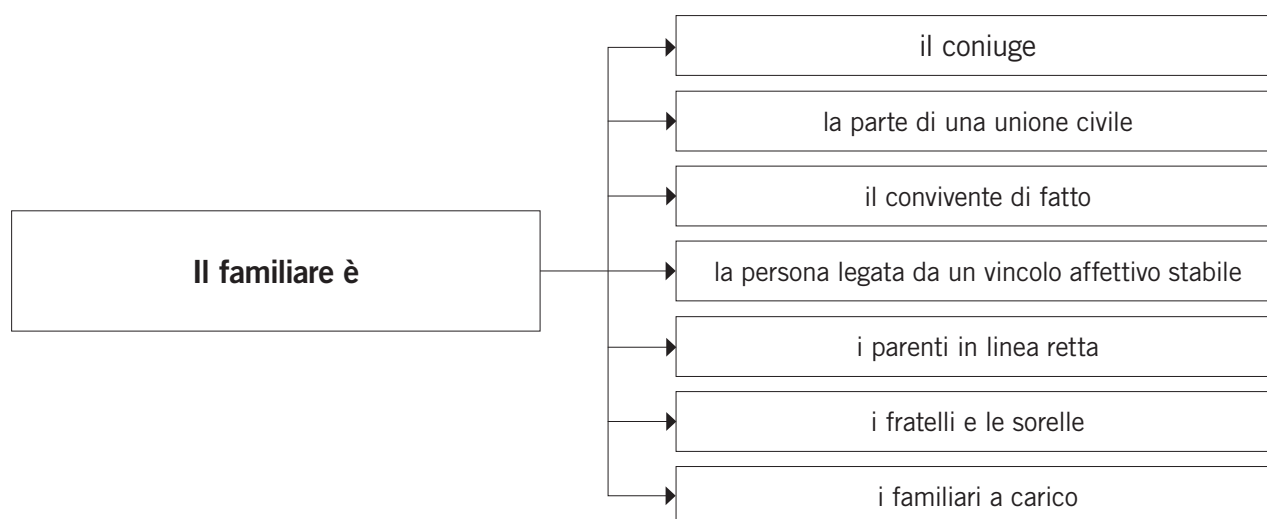 il coniuge
la parte di una unione civile
il convivente di fatto
Il familiare è
la persona legata da un vincolo affettivo stabile
i parenti in linea retta
i fratelli e le sorelle
i familiari a carico